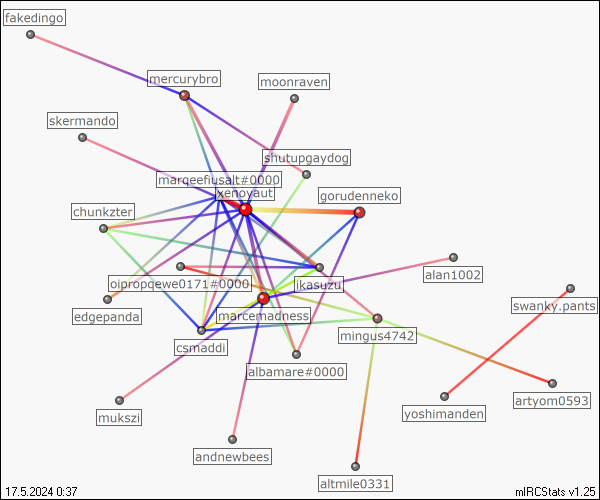 fakedingo
mercurybro
moonraven
skermando
shutupgaydog
marqeefiusalt#0000
xenoyaut
gorudenneko
chunkzter
oipropqewe0171#0000
ikasuzu
alan1002
edgepanda
marcemadness
swanky.pants
csmaddi
mingus4742
albamare#0000
mukszi
yoshimanden
artyom0593
andnewbees
altmile0331
17.5.2024 0:37
mIRCStats v1.25